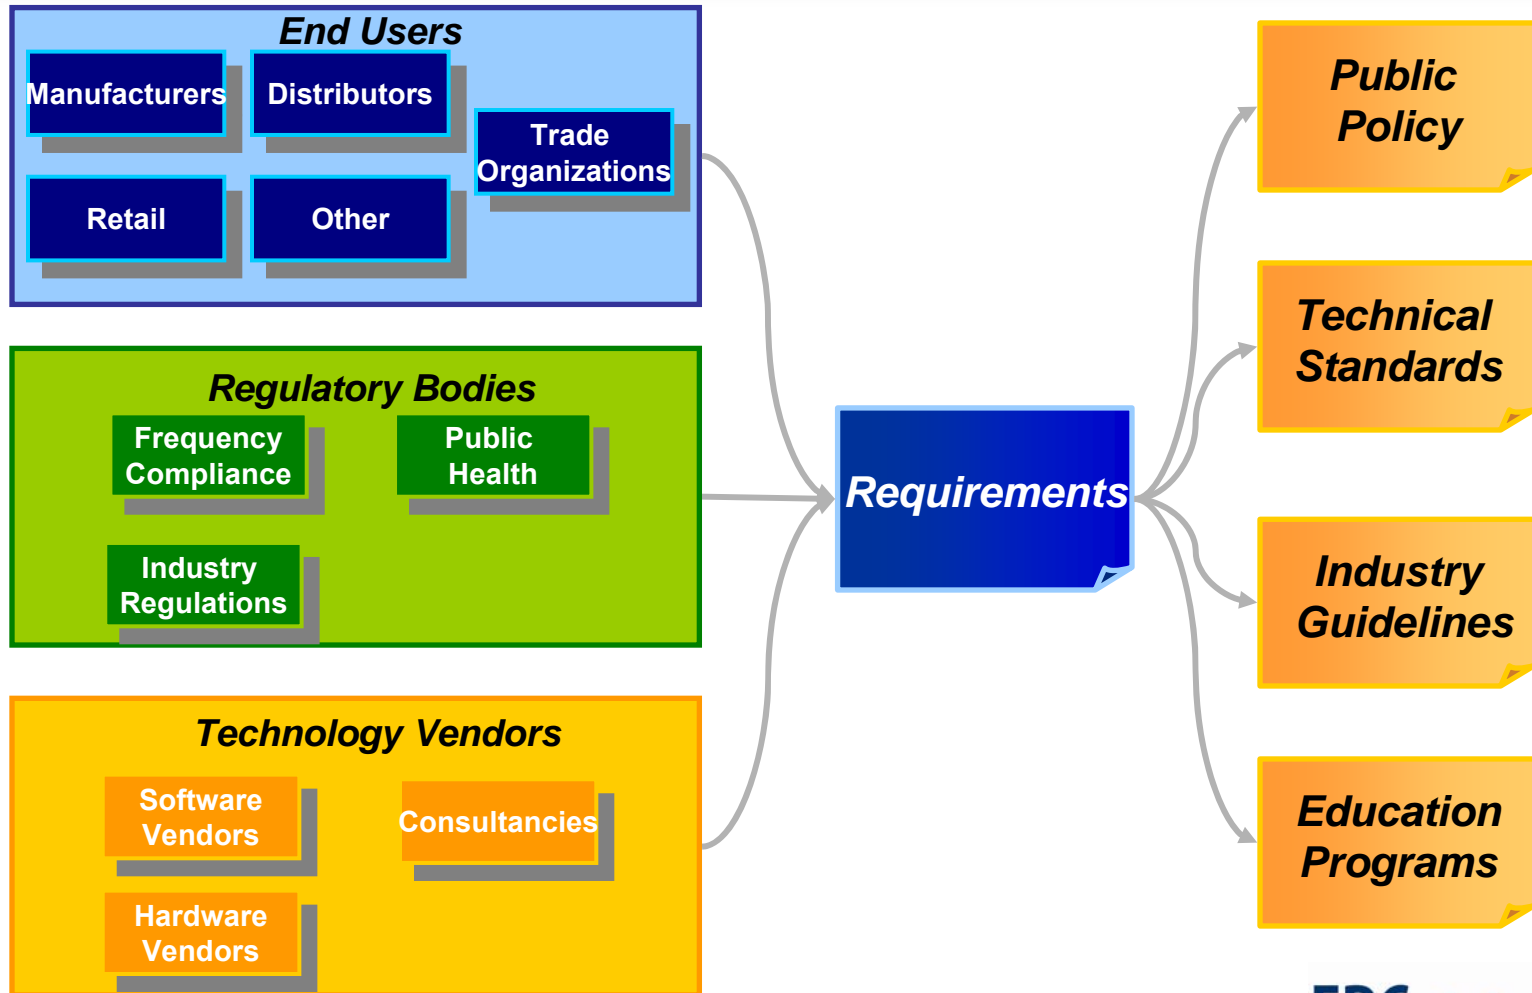 End Users
Manufacturers
Distributors
Trade
Organizations
Retail
Other
Regulatory Bodies
Frequency
Compliance
Public
Health
Industry
Regulations
Technology Vendors
Software
Vendors
Consultancies
Hardware
Vendors
Requirements
Public
Policy
Technical
Standards
Industry
Guidelines
Education
Programs